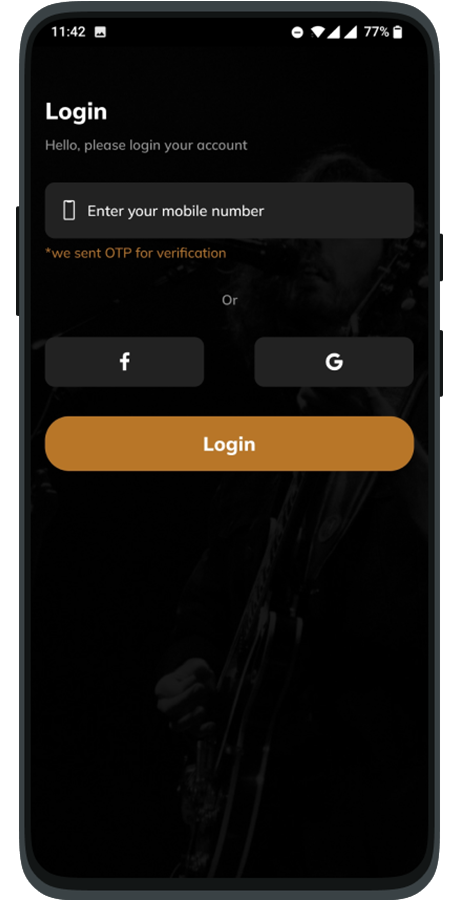 11:42
77%
Login
Hello, please login your account
Enter your mobile number
*we sent OTP for verification
Or
f
G
Login